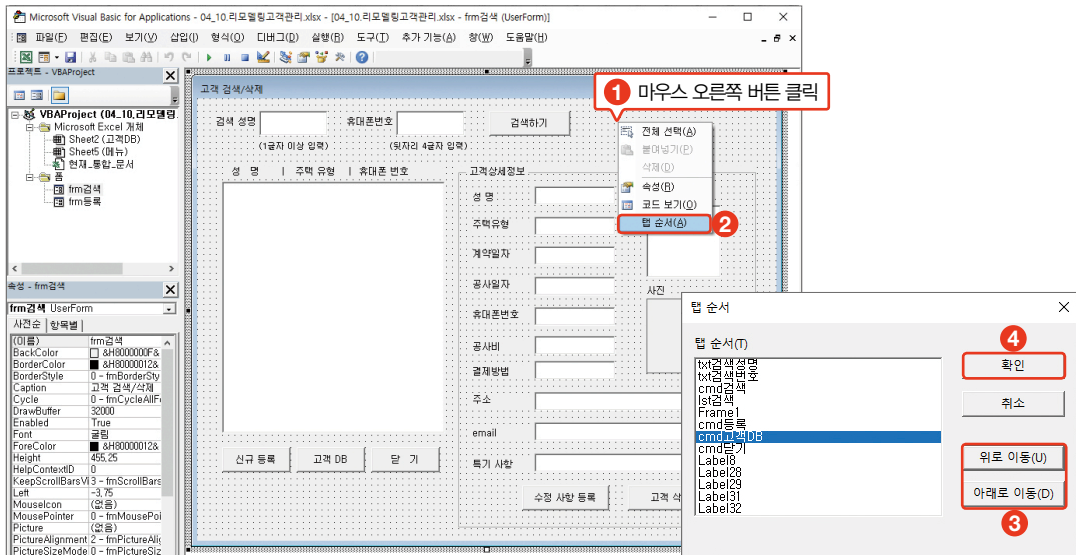 Microsoft Visual Basic for Applications - 04_10.리모델링고객관리.xlsx - [04_10.리모델링고객관리.xlsx - frm검색 (UserForm)]
파일(F) 편집(E) 보기(V) 삽입(I) 형식(O) 디버그(D) 실행(R) 도구(T) 추가 기능(A) 창(W) 도움말(H)
프로젝트 - VBAProject
VBAProject (04_10.리모델링.
Microsoft Excel 개체
Sheet2 (고객DB)
Sheet5 (메뉴)
현재_통합_문서
폼
frm검색
frm등록
속성 - frm검색
frm검색 UserForm
사전순 항목별
(이름) frm검색
BackColor &H8000000F&
BorderColor &H80000012&
BorderStyle 0 - fmBorderSty
Caption 고객 검색/삭제
Cycle 0 - fmCycleAllF
DrawBuffer 32000
Enabled True
Font 굴림
ForeColor &H80000012&
Height 455,25
HelpContextID 0
KeepScrollBarsVi 3 - fmScrollBars
Left -3,75
MouseIcon (없음)
MousePointer 0 - fmMousePoi
Picture (없음)
PictureAlignment 2 - fmPictureAlig
PictureSizeMode 0 - fmPictureSiz
고객 검색/삭제
검색 성명 휴대폰번호 검색하기
(1글자 이상 입력) (뒷자리 4글자 입력)
성 명 | 주택 유형 | 휴대폰 번호
고객상세정보
성 명
주택유형
계약일자
공사일자
사진
휴대폰번호
공사비
결제방법
주소
email
특기 사항
신규 등록 고객 DB 닫 기
수정 사항 등록 고객 삭
1 마우스 오른쪽 버튼 클릭
전체 선택(A)
붙여넣기(P)
삭제(D)
속성(R)
코드 보기(O)
탭 순서(A) 2
탭 순서
탭 순서(T)
txt검색성명
txt검색번호
cmd검색
lst검색
Frame1
cmd등록
cmd고객DB
cmd닫기
Label8
Label28
Label29
Label31
Label32
4
확인
취소
위로 이동(U)
아래로 이동(D)
3